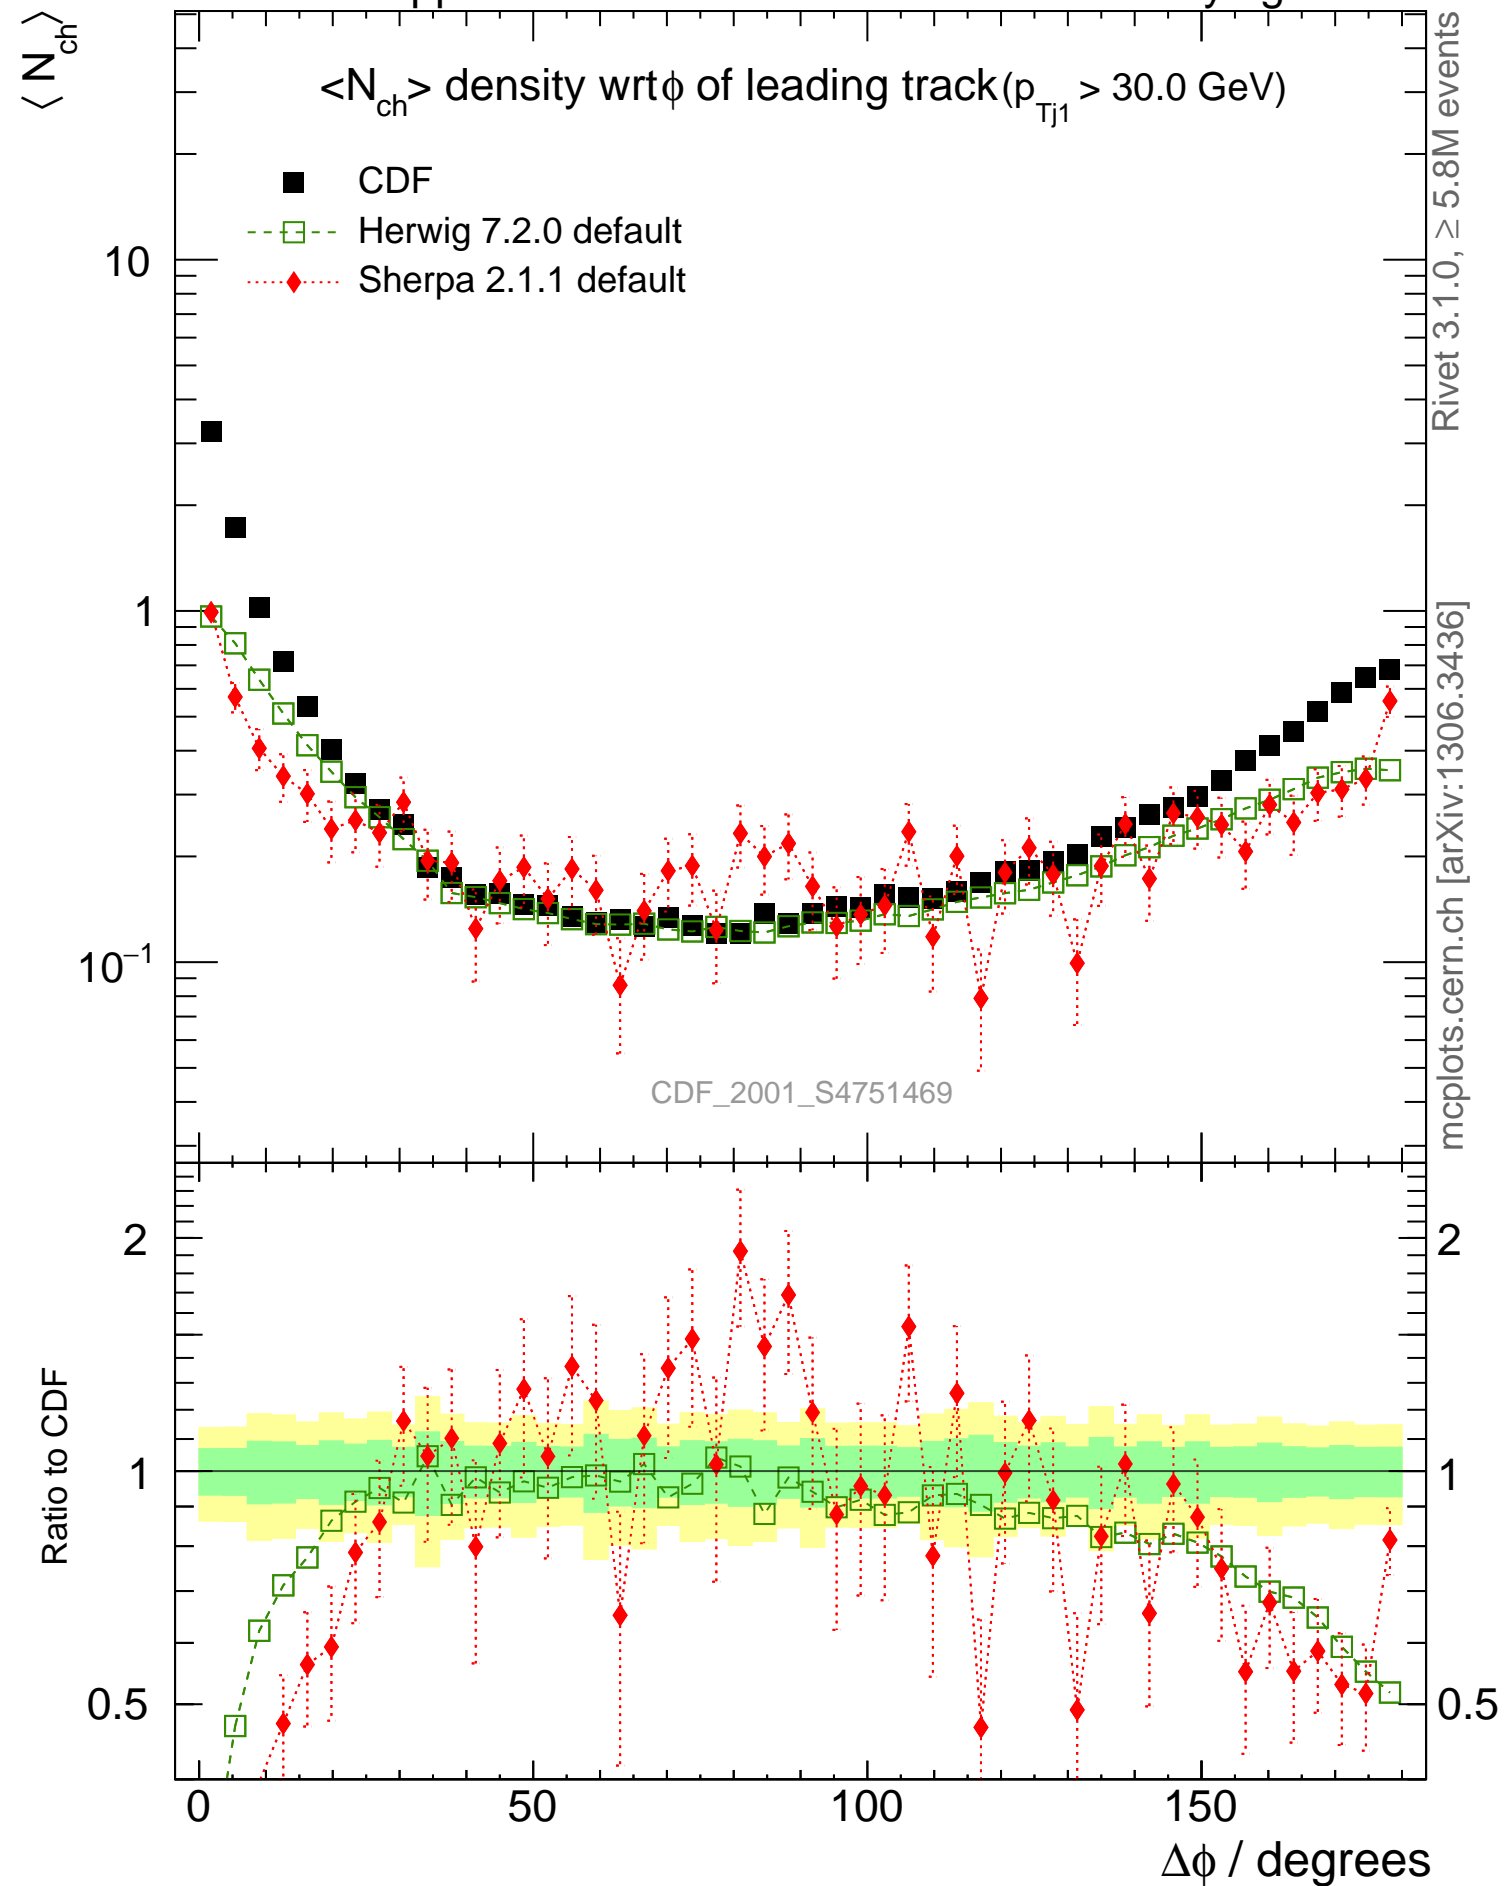 ⟨ N_ch ⟩
<N_ch> density wrt ϕ of leading track (p_Tj1 > 30.0 GeV)
CDF
Herwig 7.2.0 default
Sherpa 2.1.1 default
10
1
10⁻¹
CDF_2001_S4751469
Rivet 3.1.0, ≥ 5.8M events
mcplots.cern.ch [arXiv:1306.3436]
Ratio to CDF
2
1
0.5
2
1
0.5
0
50
100
150
Δϕ / degrees